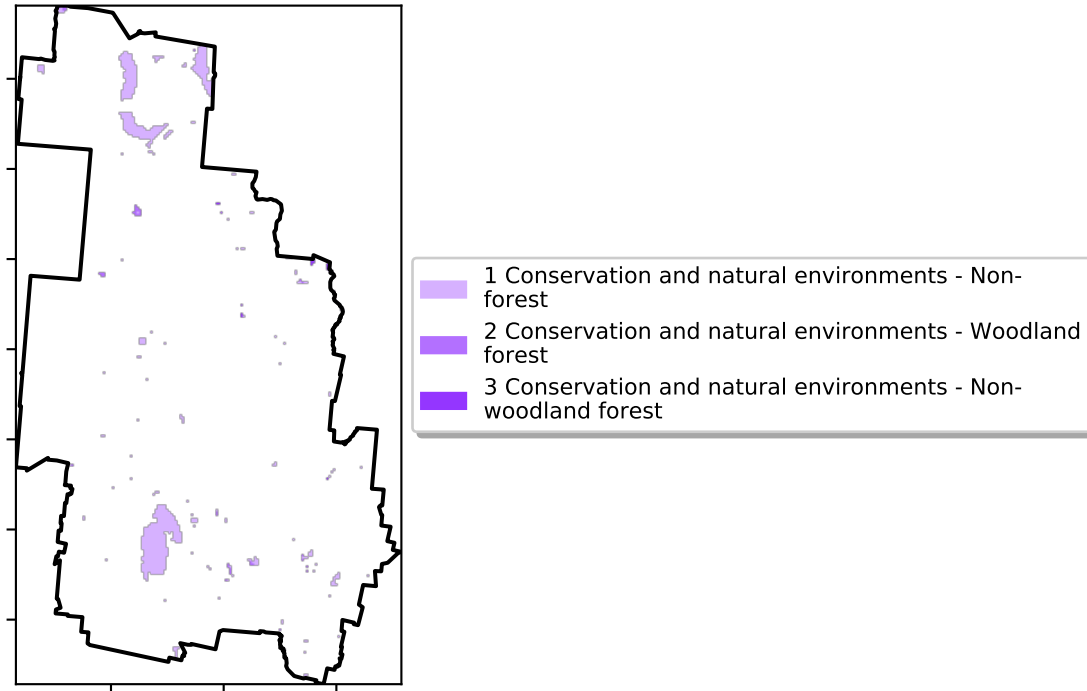 1 Conservation and natural environments - Non-
forest
2 Conservation and natural environments - Woodland
forest
3 Conservation and natural environments - Non-
woodland forest